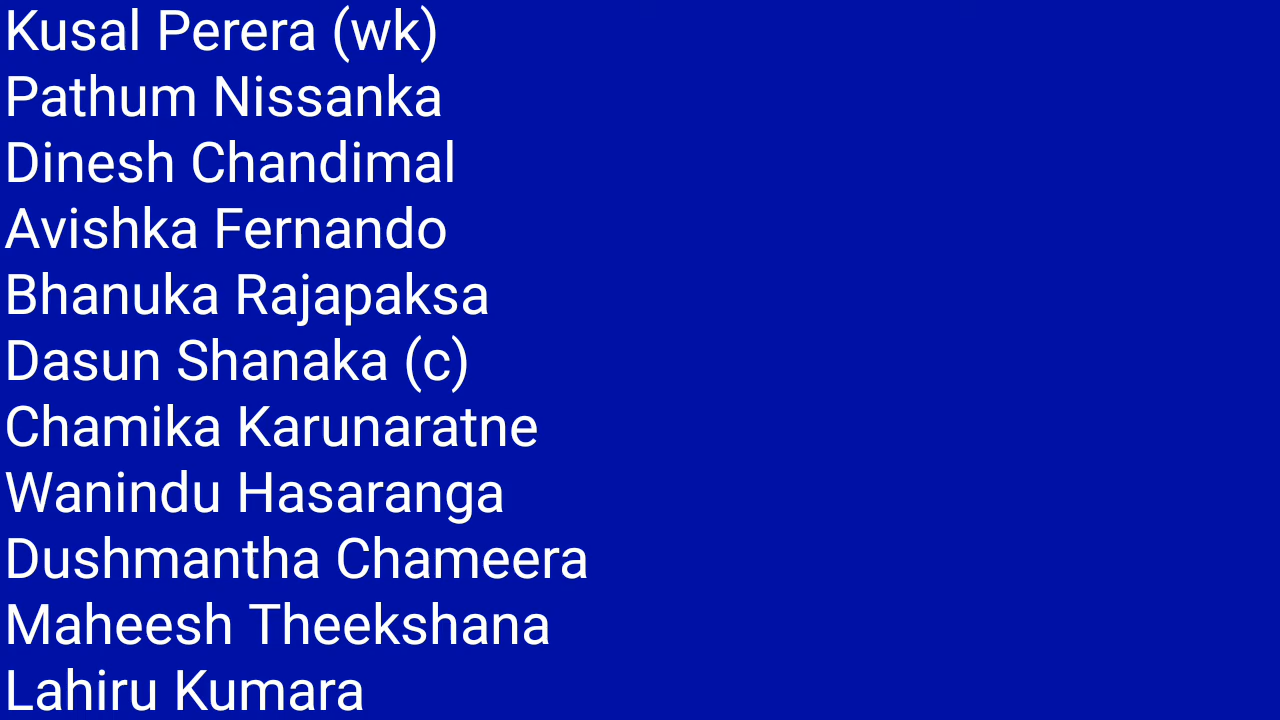 Kusal Perera (wk)
Pathum Nissanka
Dinesh Chandimal
Avishka Fernando
Bhanuka Rajapaksa
Dasun Shanaka (c)
Chamika Karunaratne
Wanindu Hasaranga
Dushmantha Chameera
Maheesh Theekshana
Lahiru Kumara